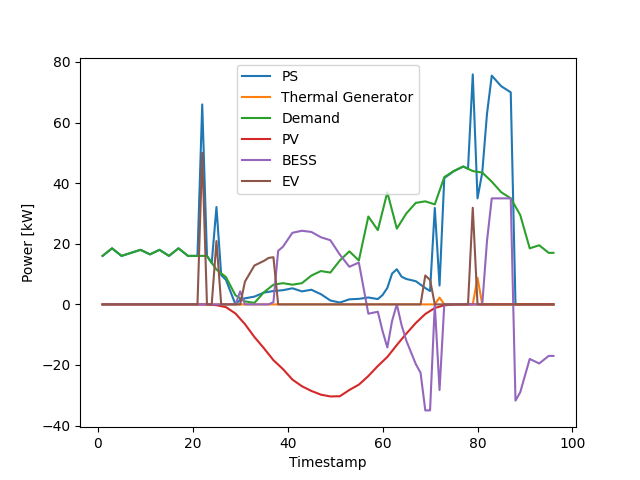 80
60
40
20
0
−20
−40
Power [kW]
PS
Thermal Generator
Demand
PV
BESS
EV
0 20 40 60 80 100
Timestamp